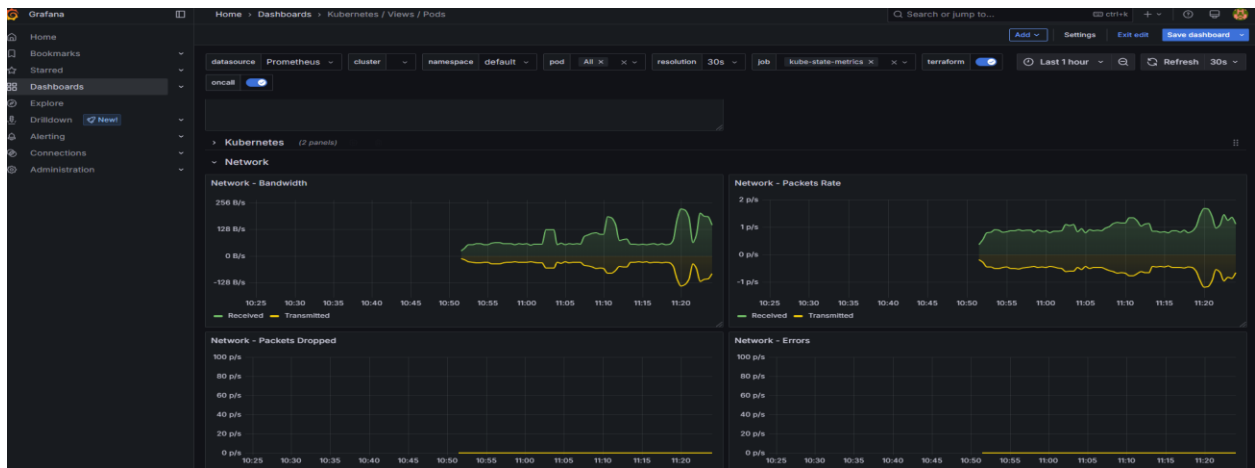 Grafana
Home > Dashboards > Kubernetes / Views / Pods
Search or jump to...
ctrl+k
Home
Bookmarks
Starred
Dashboards
Explore
Drilldown New!
Alerting
Connections
Administration
Add Settings Exit edit Save dashboard
datasource Prometheus cluster namespace default pod All × resolution 30s job kube-state-metrics × terraform Last 1 hour Refresh 30s
oncall
Kubernetes (2 panels)
Network
Network - Bandwidth
256 B/s
128 B/s
0 B/s
-128 B/s
10:25 10:30 10:35 10:40 10:45 10:50 10:55 11:00 11:05 11:10 11:15 11:20
Received Transmitted
Network - Packets Rate
2 p/s
1 p/s
0 p/s
-1 p/s
10:25 10:30 10:35 10:40 10:45 10:50 10:55 11:00 11:05 11:10 11:15 11:20
Received Transmitted
Network - Packets Dropped
100 p/s
80 p/s
60 p/s
40 p/s
20 p/s
0 p/s
10:25 10:30 10:35 10:40 10:45 10:50 10:55 11:00 11:05 11:10 11:15 11:20
Network - Errors
100 p/s
80 p/s
60 p/s
40 p/s
20 p/s
0 p/s
10:25 10:30 10:35 10:40 10:45 10:50 10:55 11:00 11:05 11:10 11:15 11:20